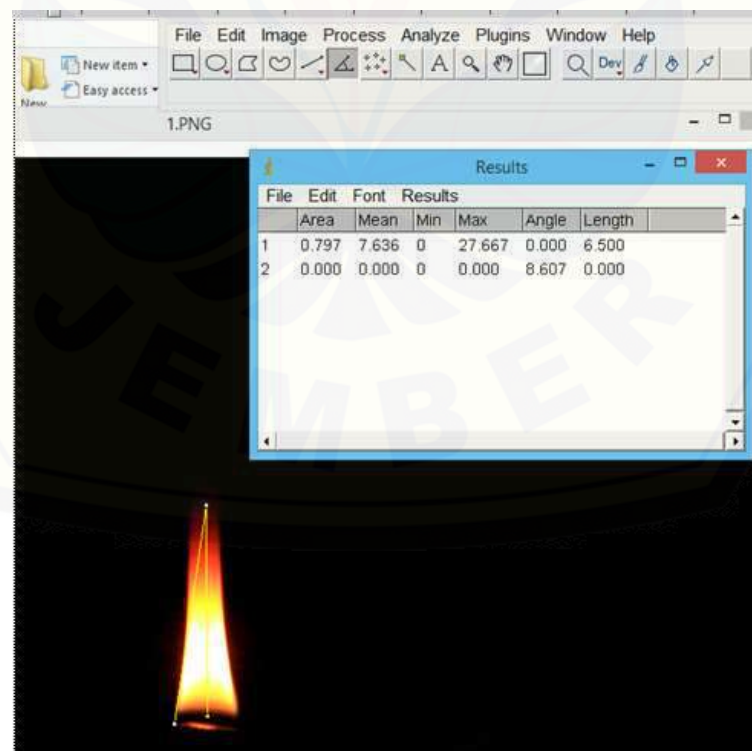 File Edit Image Process Analyze Plugins Window Help
New item
Easy access
New
A Dev
1.PNG
Results
File Edit Font Results
Area Mean Min Max Angle Length
1 0.797 7.636 0 27.667 0.000 6.500
2 0.000 0.000 0 0.000 8.607 0.000
JEMBER